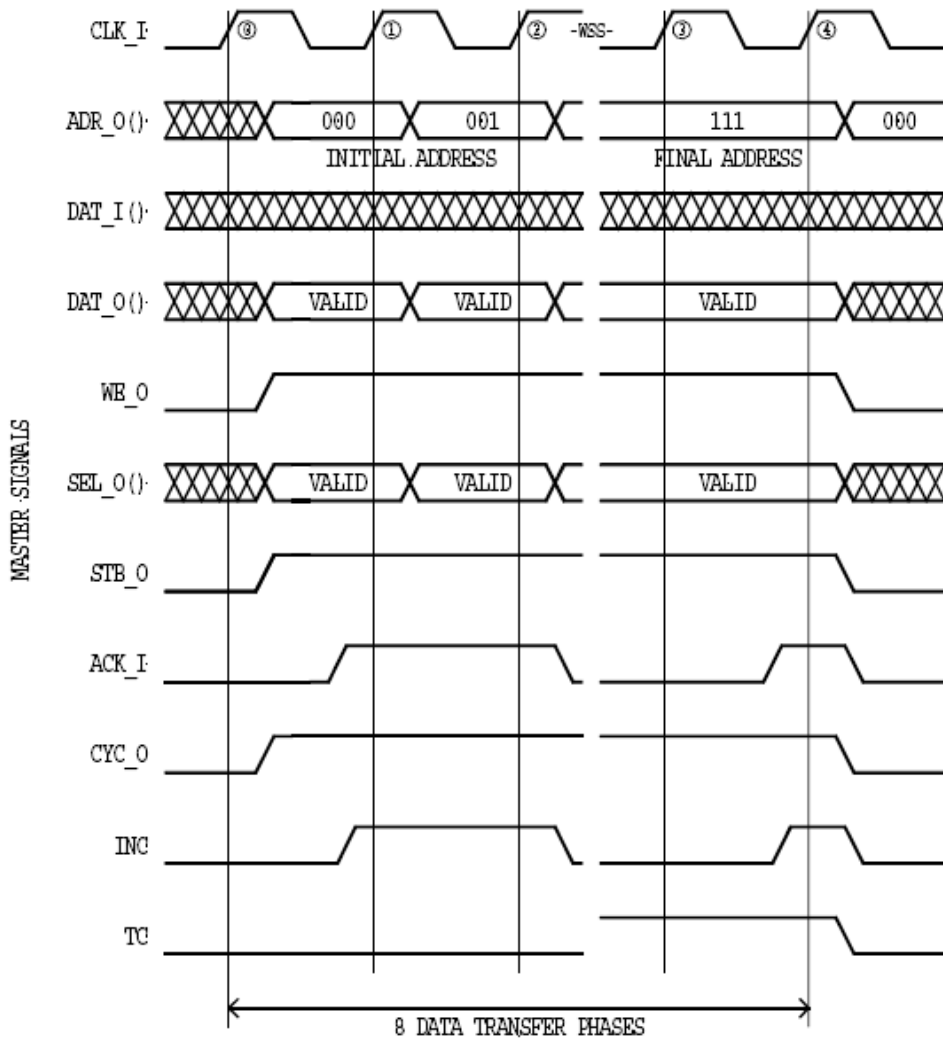 CLK_I 0 1 2 -WSS- 3 4
ADR_O() 000 001 111 000
INITIAL ADDRESS FINAL ADDRESS
DAT_I()
DAT_O() VALID VALID VALID
WE_O
SEL_O() VALID VALID VALID
MASTER SIGNALS
STB_O
ACK_I
CYC_O
INC
TC
8 DATA TRANSFER PHASES